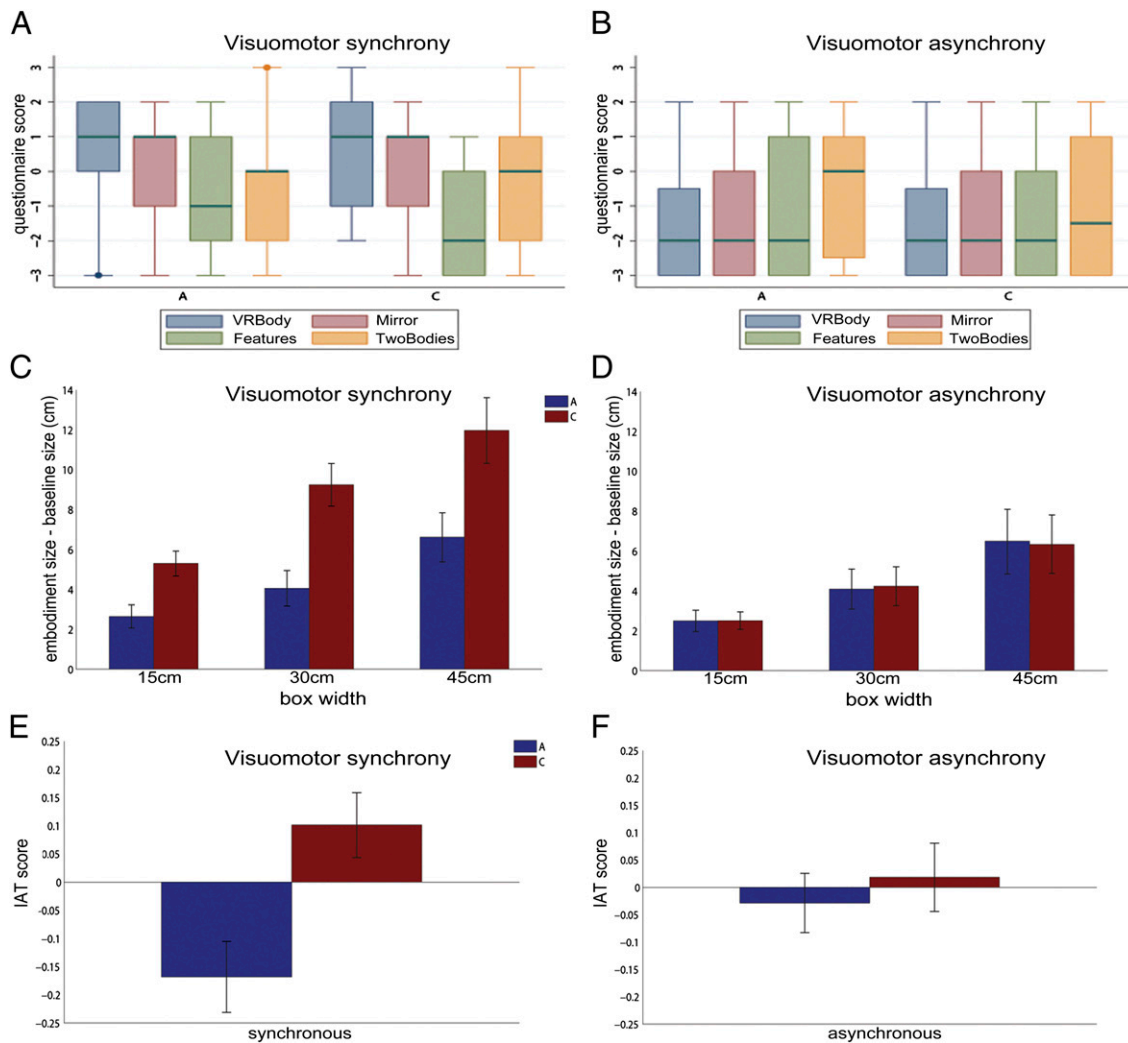 A
Visuomotor synchrony
questionnaire score
3
2
1
0
-1
-2
-3
A
C
VRBody
Mirror
Features
TwoBodies
B
Visuomotor asynchrony
questionnaire score
3
2
1
0
-1
-2
-3
A
C
VRBody
Mirror
Features
TwoBodies
C
Visuomotor synchrony
A
C
embodiment size - baseline size (cm)
14
12
10
8
6
4
2
0
15cm
30cm
45cm
box width
D
Visuomotor asynchrony
embodiment size - baseline size (cm)
14
12
10
8
6
4
2
0
15cm
30cm
45cm
box width
E
Visuomotor synchrony
A
C
IAT score
0.25
0.2
0.15
0.1
0.05
0
-0.05
-0.1
-0.15
-0.2
-0.25
synchronous
F
Visuomotor asynchrony
IAT score
0.25
0.2
0.15
0.1
0.05
0
-0.05
-0.1
-0.15
-0.2
-0.25
asynchronous